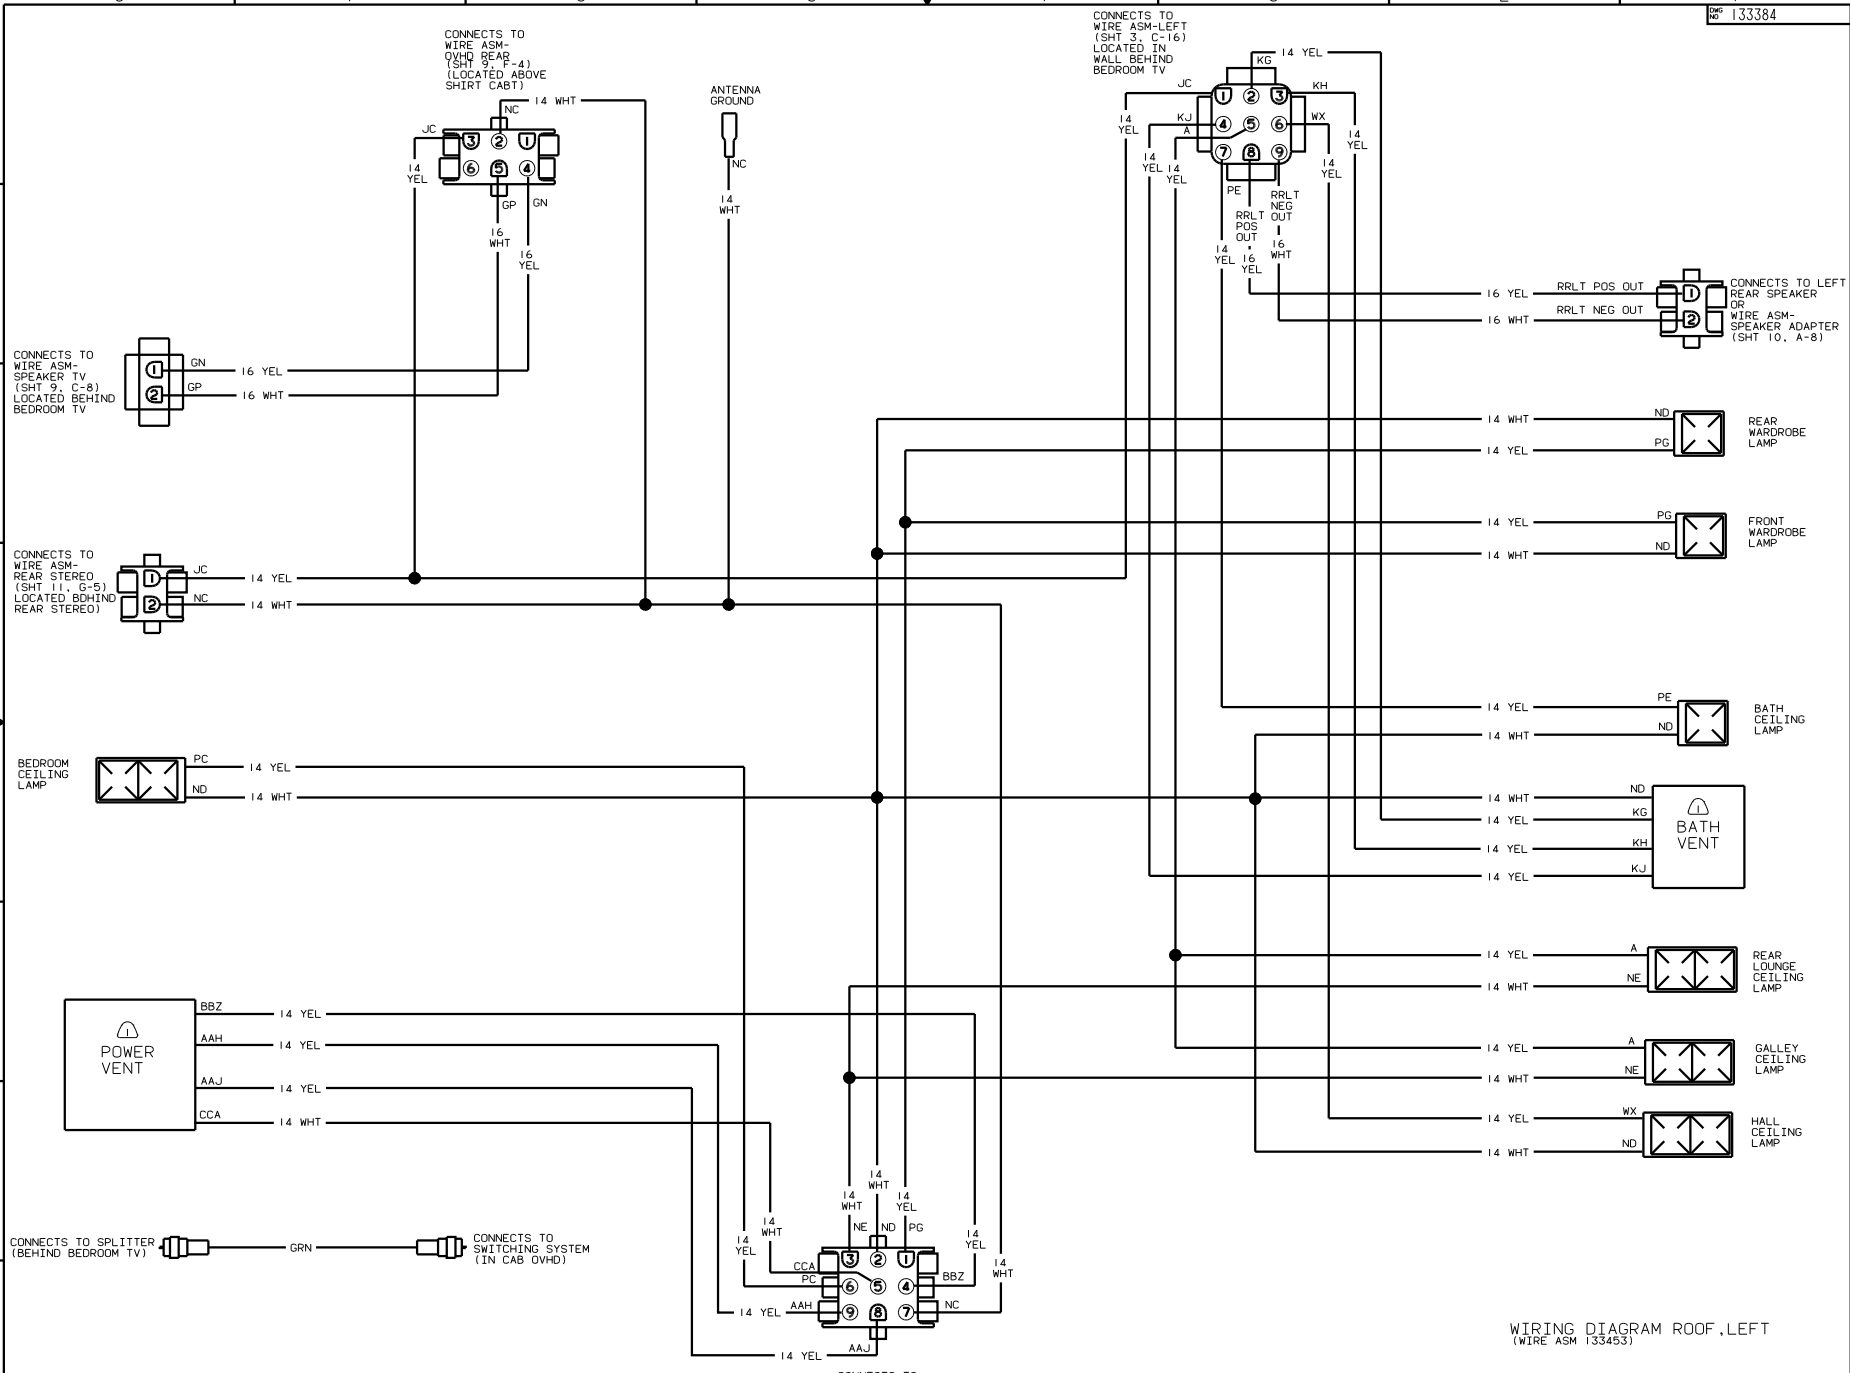 DWG
NO 133384
CONNECTS TO
WIRE ASM-
OVHD REAR
(SHT 9, F-4)
(LOCATED ABOVE
SHIRT CABT)
14 WHT
NC
JC
3 2 1
6 5 4
14
YEL
GP
GN
16
WHT
16
YEL
ANTENNA
GROUND
NC
14
WHT
CONNECTS TO
WIRE ASM-LEFT
(SHT 3, C-16)
LOCATED IN
WALL BEHIND
BEDROOM TV
14 YEL
KG
JC
KH
1 2 3
KJ
WX
A
4 5 6
7 8 9
14
YEL
14
YEL
14
YEL
14
YEL
14
YEL
PE
RRLT
POS
OUT
RRLT
NEG
OUT
14
YEL
16
YEL
16
WHT
16 YEL
RRLT POS OUT
1
16 WHT
RRLT NEG OUT
2
CONNECTS TO LEFT
REAR SPEAKER
OR
WIRE ASM-
SPEAKER ADAPTER
(SHT 10, A-8)
CONNECTS TO
WIRE ASM-
SPEAKER TV
(SHT 9, C-8)
LOCATED BEHIND
BEDROOM TV
1
GN
16 YEL
2
GP
16 WHT
14 WHT
ND
14 YEL
PG
REAR
WARDROBE
LAMP
14 YEL
PG
14 WHT
ND
FRONT
WARDROBE
LAMP
CONNECTS TO
WIRE ASM-
REAR STEREO
(SHT 11, G-5)
LOCATED BDHIND
REAR STEREO)
1
JC
14 YEL
2
NC
14 WHT
14 YEL
PE
14 WHT
ND
BATH
CEILING
LAMP
BEDROOM
CEILING
LAMP
PC
14 YEL
ND
14 WHT
14 WHT
ND
14 YEL
KG
14 YEL
KH
14 YEL
KJ
1
BATH
VENT
14 YEL
A
14 WHT
NE
REAR
LOUNGE
CEILING
LAMP
1
POWER
VENT
BBZ
14 YEL
AAH
14 YEL
AAJ
14 YEL
CCA
14 WHT
14 YEL
A
14 WHT
NE
GALLEY
CEILING
LAMP
14 YEL
WX
14 WHT
ND
HALL
CEILING
LAMP
CONNECTS TO SPLITTER
(BEHIND BEDROOM TV)
GRN
CONNECTS TO
SWITCHING SYSTEM
(IN CAB OVHD)
14
YEL
14
WHT
14
WHT
14
WHT
14
YEL
14
YEL
14
WHT
NE ND PG
CCA
PC
BBZ
NC
3 2 1
6 5 4
9 8 7
14 YEL
AAH
14 YEL
AAJ
WIRING DIAGRAM ROOF,LEFT
(WIRE ASM 133453)